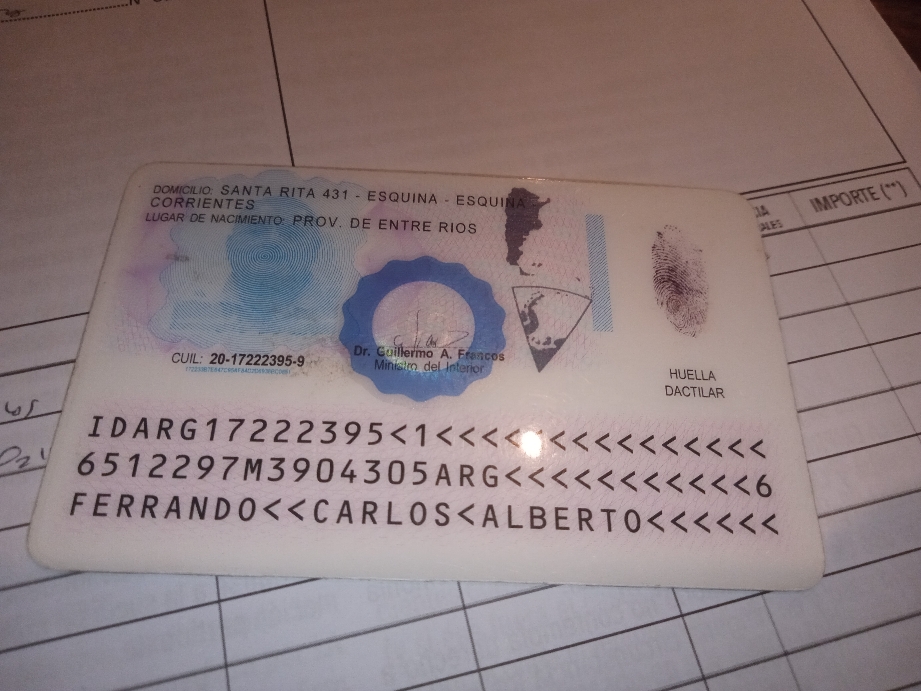 DOMICILIO: SANTA RITA 431 - ESQUINA - ESQUINA
CORRIENTES
LUGAR DE NACIMIENTO: PROV. DE ENTRE RIOS
CUIL: 20-17222395-9
Dr. Guillermo A. Francos
Ministro del Interior
HUELLA
DACTILAR
IDARG17222395<1<<<<<<<<<<<<<<<
6512297M3904305ARG<<<<<<<<<<<6
FERRANDO<<CARLOS<ALBERTO<<<<<<
IMPORTE (**)